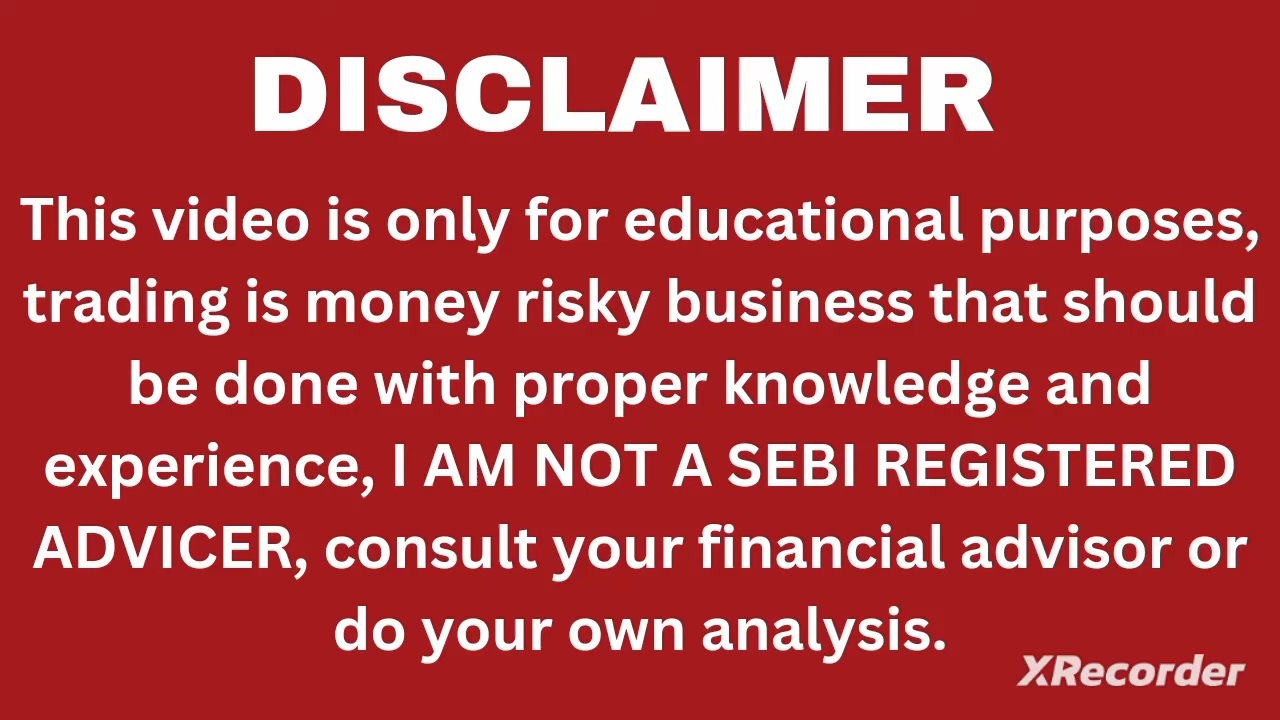 DISCLAIMER
This video is only for educational purposes,
trading is money risky business that should
be done with proper knowledge and
experience, I AM NOT A SEBI REGISTERED
ADVICER, consult your financial advisor or
do your own analysis.
XRecorder